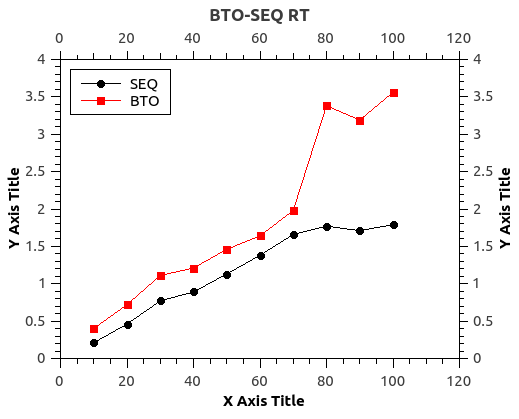 BTO-SEQ RT
0 20 40 60 80 100 120
SEQ
BTO
4 4
3.5 3.5
3 3
2.5 2.5
2 2
1.5 1.5
1 1
0.5 0.5
0 0
Y Axis Title
Y Axis Title
0 20 40 60 80 100 120
X Axis Title